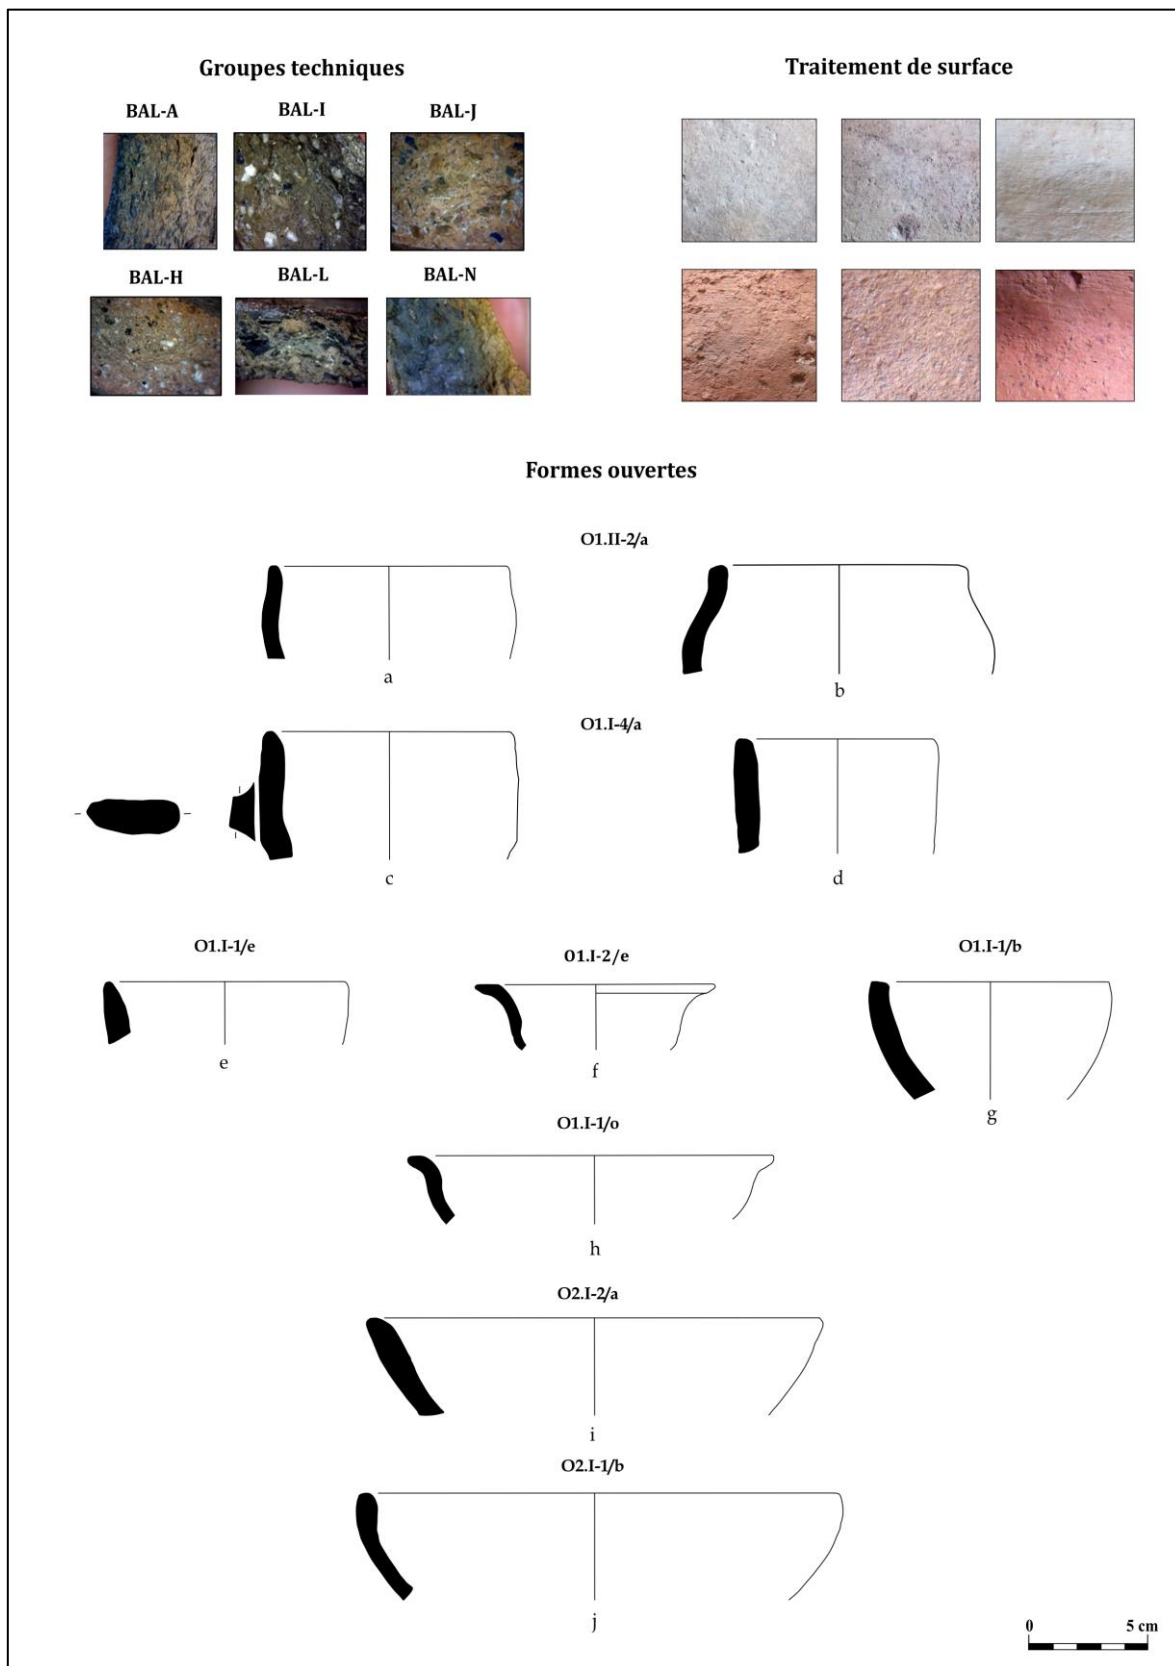 Groupes techniques
Traitement de surface
BAL-A BAL-I BAL-J
BAL-H BAL-L BAL-N
Formes ouvertes
O1.II-2/a
a b
O1.I-4/a
c d
O1.I-1/e 01.I-2/e O1.I-1/b
e f g
O1.I-1/o
h
O2.I-2/a
i
O2.I-1/b
j
0 5 cm